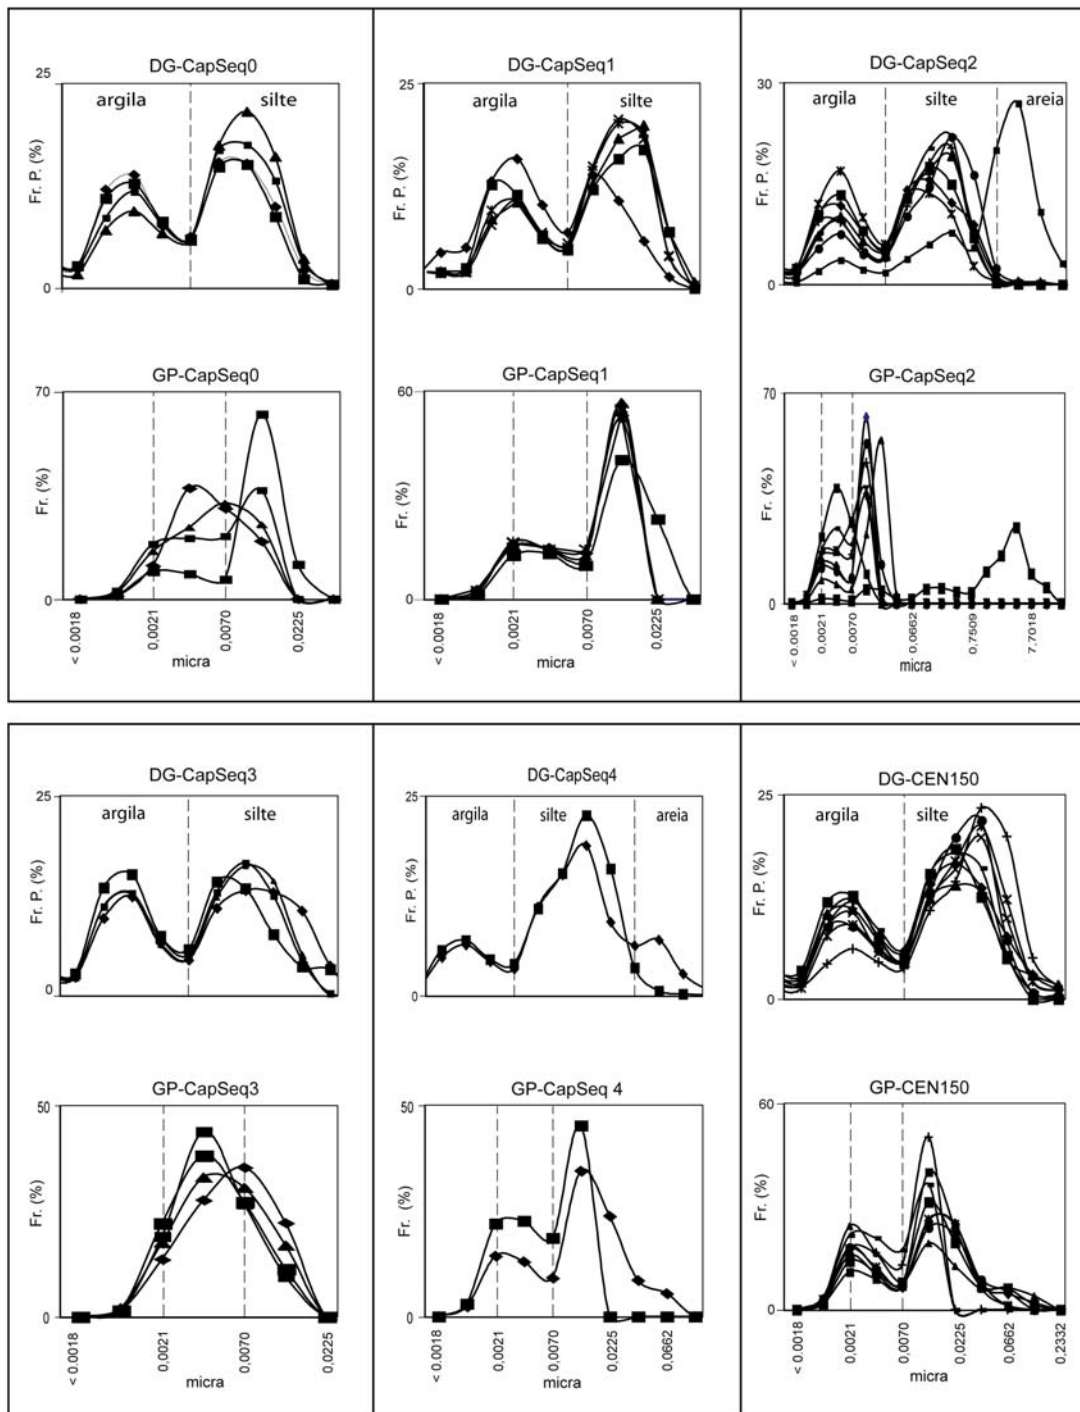 DG-CapSeq0
25
argila
silte
Fr. P. (%)
0
GP-CapSeq0
70
Fr. (%)
0
< 0.0018
0,0021
0,0070
0,0225
micra
DG-CapSeq1
25
argila
silte
Fr. P. (%)
0
GP-CapSeq1
60
Fr. (%)
0
< 0.0018
0,0021
0,0070
0,0225
micra
DG-CapSeq2
30
argila
silte
areia
Fr. P. (%)
0
GP-CapSeq2
70
Fr. (%)
0
< 0.0018
0,0021
0,0070
0,0662
0,7509
7,7018
micra
DG-CapSeq3
25
argila
silte
Fr. P. (%)
0
GP-CapSeq3
50
Fr. (%)
0
< 0.0018
0,0021
0,0070
0,0225
micra
DG-CapSeq4
25
argila
silte
areia
Fr. P. (%)
0
GP-CapSeq 4
50
Fr. (%)
0
< 0.0018
0,0021
0,0070
0,0225
0,0662
micra
DG-CEN150
25
argila
silte
Fr. P. (%)
0
GP-CEN150
60
Fr. (%)
0
< 0.0018
0,0021
0,0070
0,0225
0,0662
0,2332
micra